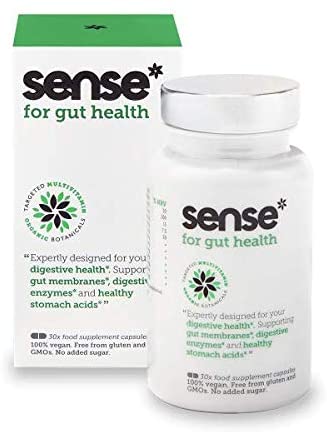 sense*
for gut health
TARGETED MULTIVITAMIN
ORGANIC BOTANICALS
"Expertly designed for your
digestive health*. Supporting
gut membranes*, digestive
enzymes* and healthy
stomach acids*"
30x food supplement capsules
100% vegan. Free from gluten and
GMOs. No added sugar.
sense*
for gut health
TARGETED MULTIVITAMIN
ORGANIC BOTANICALS
"Expertly designed for your
digestive health*. Supporting
gut membranes*, digestive
enzymes* and healthy
stomach acids*"
30x food supplement capsules
100% vegan. Free from gluten and
GMOs. No added sugar.